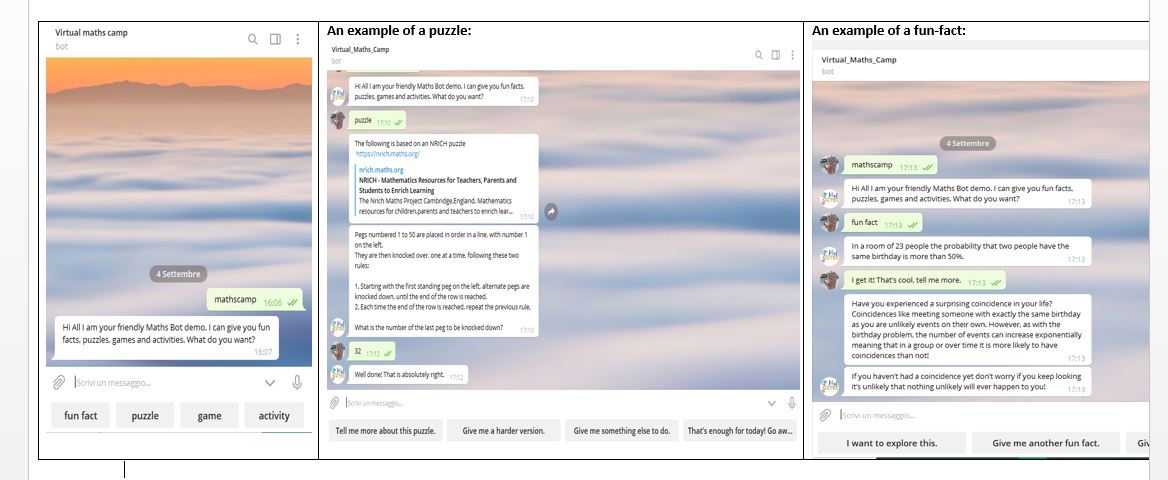 Virtual maths camp
bot
4 Settembre
mathscamp 16:06
Hi All I am your friendly Maths Bot demo. I can give you fun
facts, puzzles, games and activities. What do you want?
16:07
Scrivi un messaggio...
fun fact
puzzle
game
activity
An example of a puzzle:
Virtual_Maths_Camp
bot
Hi All I am your friendly Maths Bot demo. I can give you fun facts,
puzzles, games and activities. What do you want?
17:10
puzzle 17:10
The following is based on an NRICH puzzle
https://nrich.maths.org/
nrich.maths.org
NRICH - Mathematics Resources for Teachers, Parents and
Students to Enrich Learning
The Nrich Maths Project Cambridge,England. Mathematics
resources for children,parents and teachers to enrich lear...
17:10
Pegs numbered 1 to 50 are placed in order in a line, with number 1
on the left.
They are then knocked over, one at a time, following these two
rules:
1. Starting with the first standing peg on the left, alternate pegs are
knocked down, until the end of the row is reached.
2. Each time the end of the row is reached, repeat the previous rule.
What is the number of the last peg to be knocked down?
17:10
32 17:12
Well done! That is absolutely right. 17:12
Scrivi un messaggio...
Tell me more about this puzzle.
Give me a harder version.
Give me something else to do.
That's enough for today! Go aw...
An example of a fun-fact:
Virtual_Maths_Camp
bot
4 Settembre
mathscamp 17:13
Hi All I am your friendly Maths Bot demo. I can give you fun facts,
puzzles, games and activities. What do you want?
17:13
fun fact 17:13
In a room of 23 people the probability that two people have the
same birthday is more than 50%.
17:13
I get it! That's cool, tell me more. 17:13
Have you experienced a surprising coincidence in your life?
Coincidences like meeting someone with exactly the same birthday
as you are unlikely events on their own. However, as with the
birthday problem, the number of events can increase exponentially
meaning that in a group or over time it is more likely to have
coincidences than not!
17:13
If you haven't had a coincidence yet don't worry if you keep looking
it's unlikely that nothing unlikely will ever happen to you!
17:13
Scrivi un messaggio...
I want to explore this.
Give me another fun fact.